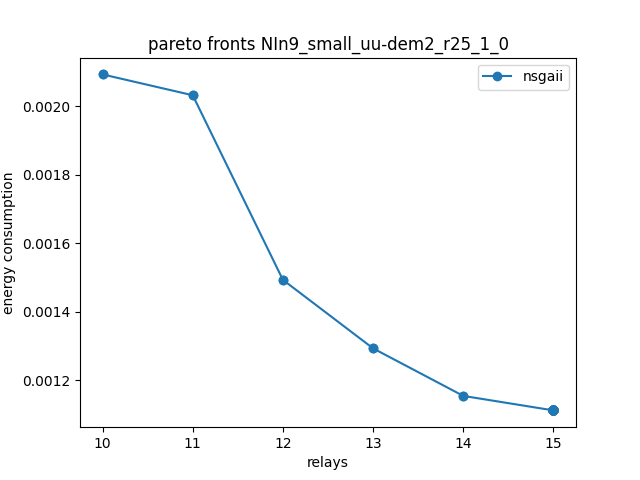 pareto fronts NIn9_small_uu-dem2_r25_1_0
nsgaii
energy consumption
0.0020
0.0018
0.0016
0.0014
0.0012
10 11 12 13 14 15
relays